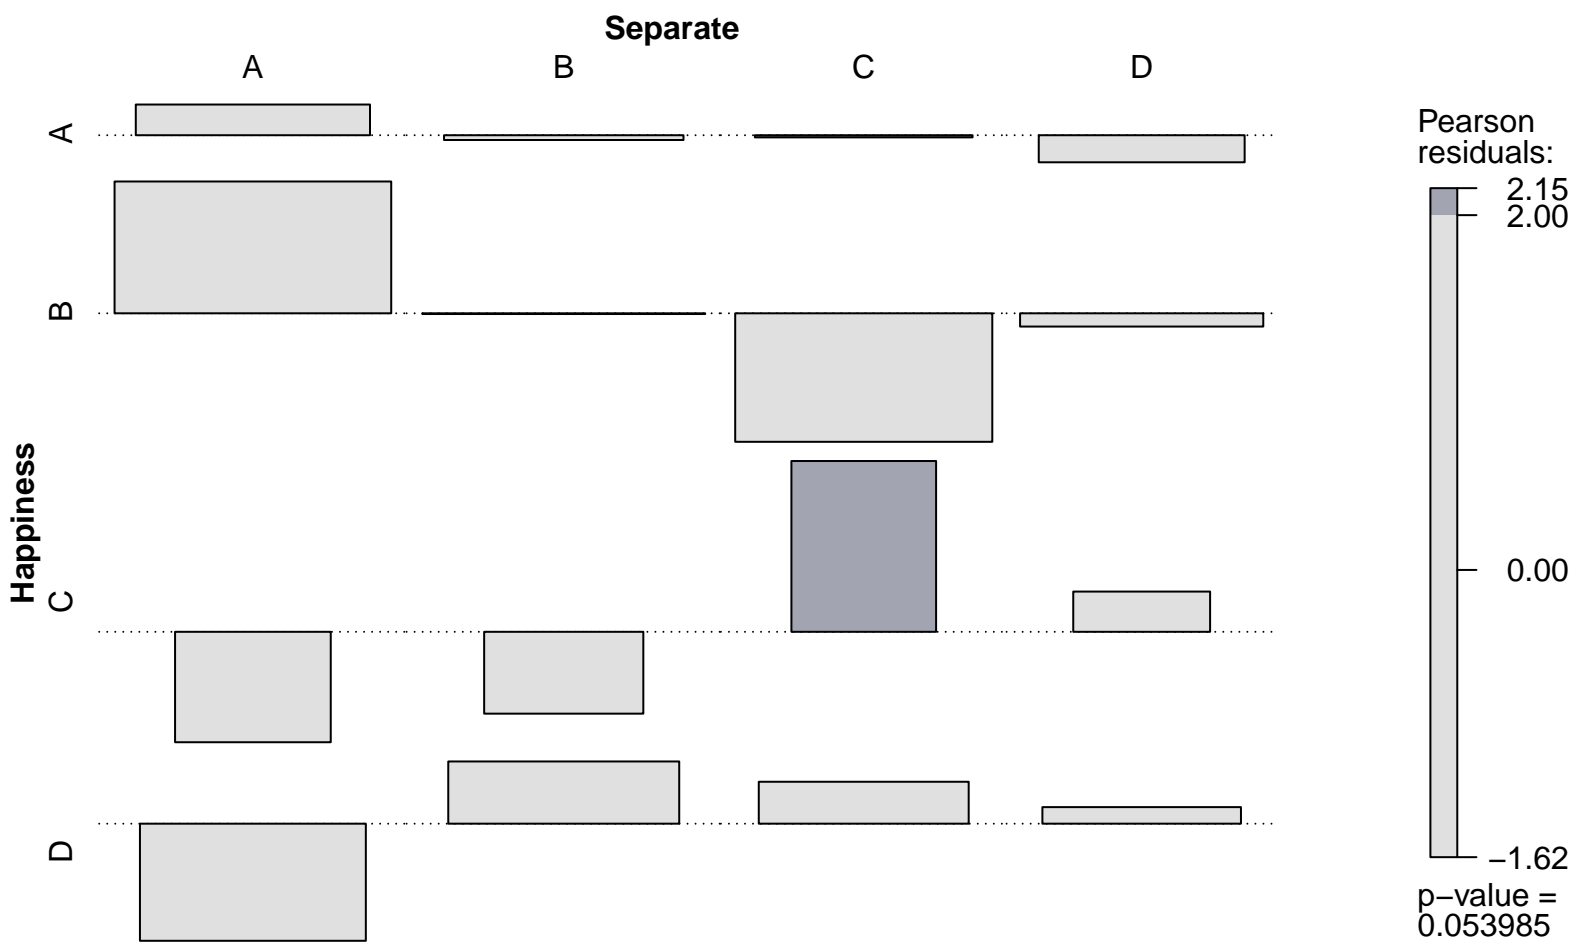 Separate
A B C D
Happiness
A
B
C
D
Pearson
residuals:
2.15
2.00
0.00
−1.62
p−value =
0.053985